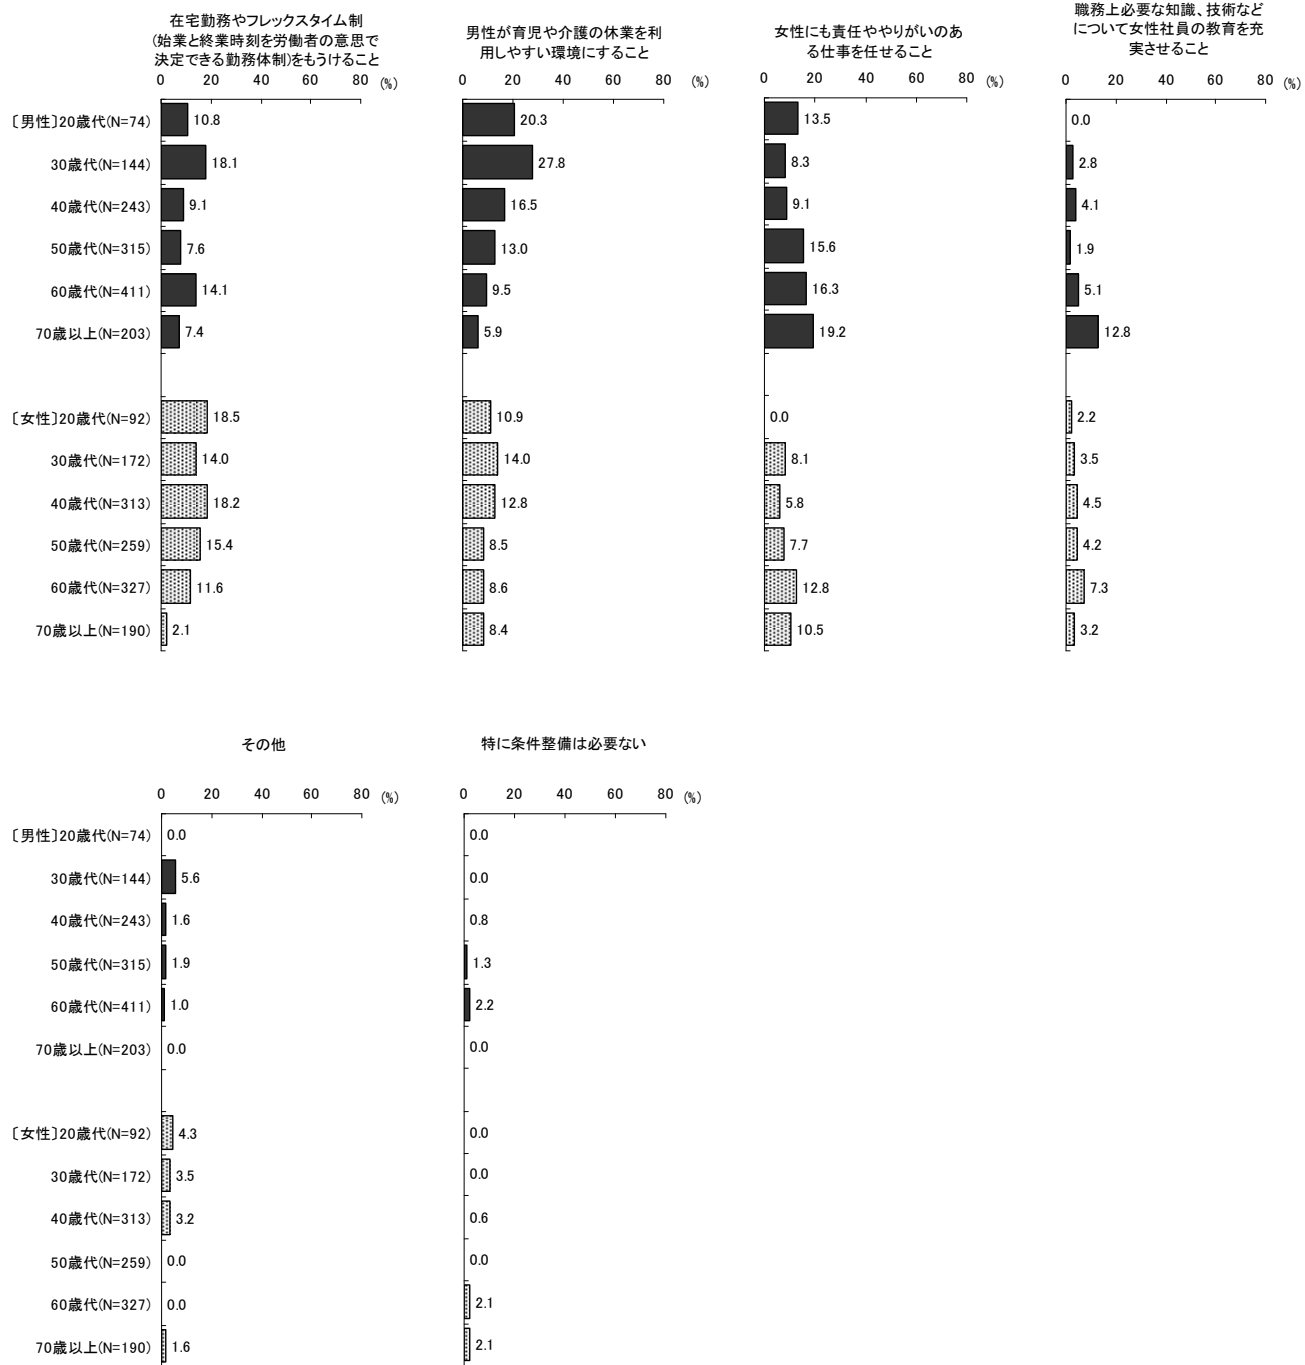 在宅勤務やフレックスタイム制
(始業と終業時刻を労働者の意思で
決定できる勤務体制)をもうけること
男性が育児や介護の休業を利
用しやすい環境にすること
女性にも責任ややりがいのあ
る仕事を任せること
職務上必要な知識、技術など
について女性社員の教育を充
実させること
0 20 40 60 80 (%) 0 20 40 60 80 (%) 0 20 40 60 80 (%) 0 20 40 60 80 (%)
〔男性〕20歳代(N=74) 10.8 20.3 13.5 0.0
30歳代(N=144) 18.1 27.8 8.3 2.8
40歳代(N=243) 9.1 16.5 9.1 4.1
50歳代(N=315) 7.6 13.0 15.6 1.9
60歳代(N=411) 14.1 9.5 16.3 5.1
70歳以上(N=203) 7.4 5.9 19.2 12.8
〔女性〕20歳代(N=92) 18.5 10.9 0.0 2.2
30歳代(N=172) 14.0 14.0 8.1 3.5
40歳代(N=313) 18.2 12.8 5.8 4.5
50歳代(N=259) 15.4 8.5 7.7 4.2
60歳代(N=327) 11.6 8.6 12.8 7.3
70歳以上(N=190) 2.1 8.4 10.5 3.2
その他 特に条件整備は必要ない
0 20 40 60 80 (%) 0 20 40 60 80 (%)
〔男性〕20歳代(N=74) 0.0 0.0
30歳代(N=144) 5.6 0.0
40歳代(N=243) 1.6 0.8
50歳代(N=315) 1.9 1.3
60歳代(N=411) 1.0 2.2
70歳以上(N=203) 0.0 0.0
〔女性〕20歳代(N=92) 4.3 0.0
30歳代(N=172) 3.5 0.0
40歳代(N=313) 3.2 0.6
50歳代(N=259) 0.0 0.0
60歳代(N=327) 0.0 2.1
70歳以上(N=190) 1.6 2.1